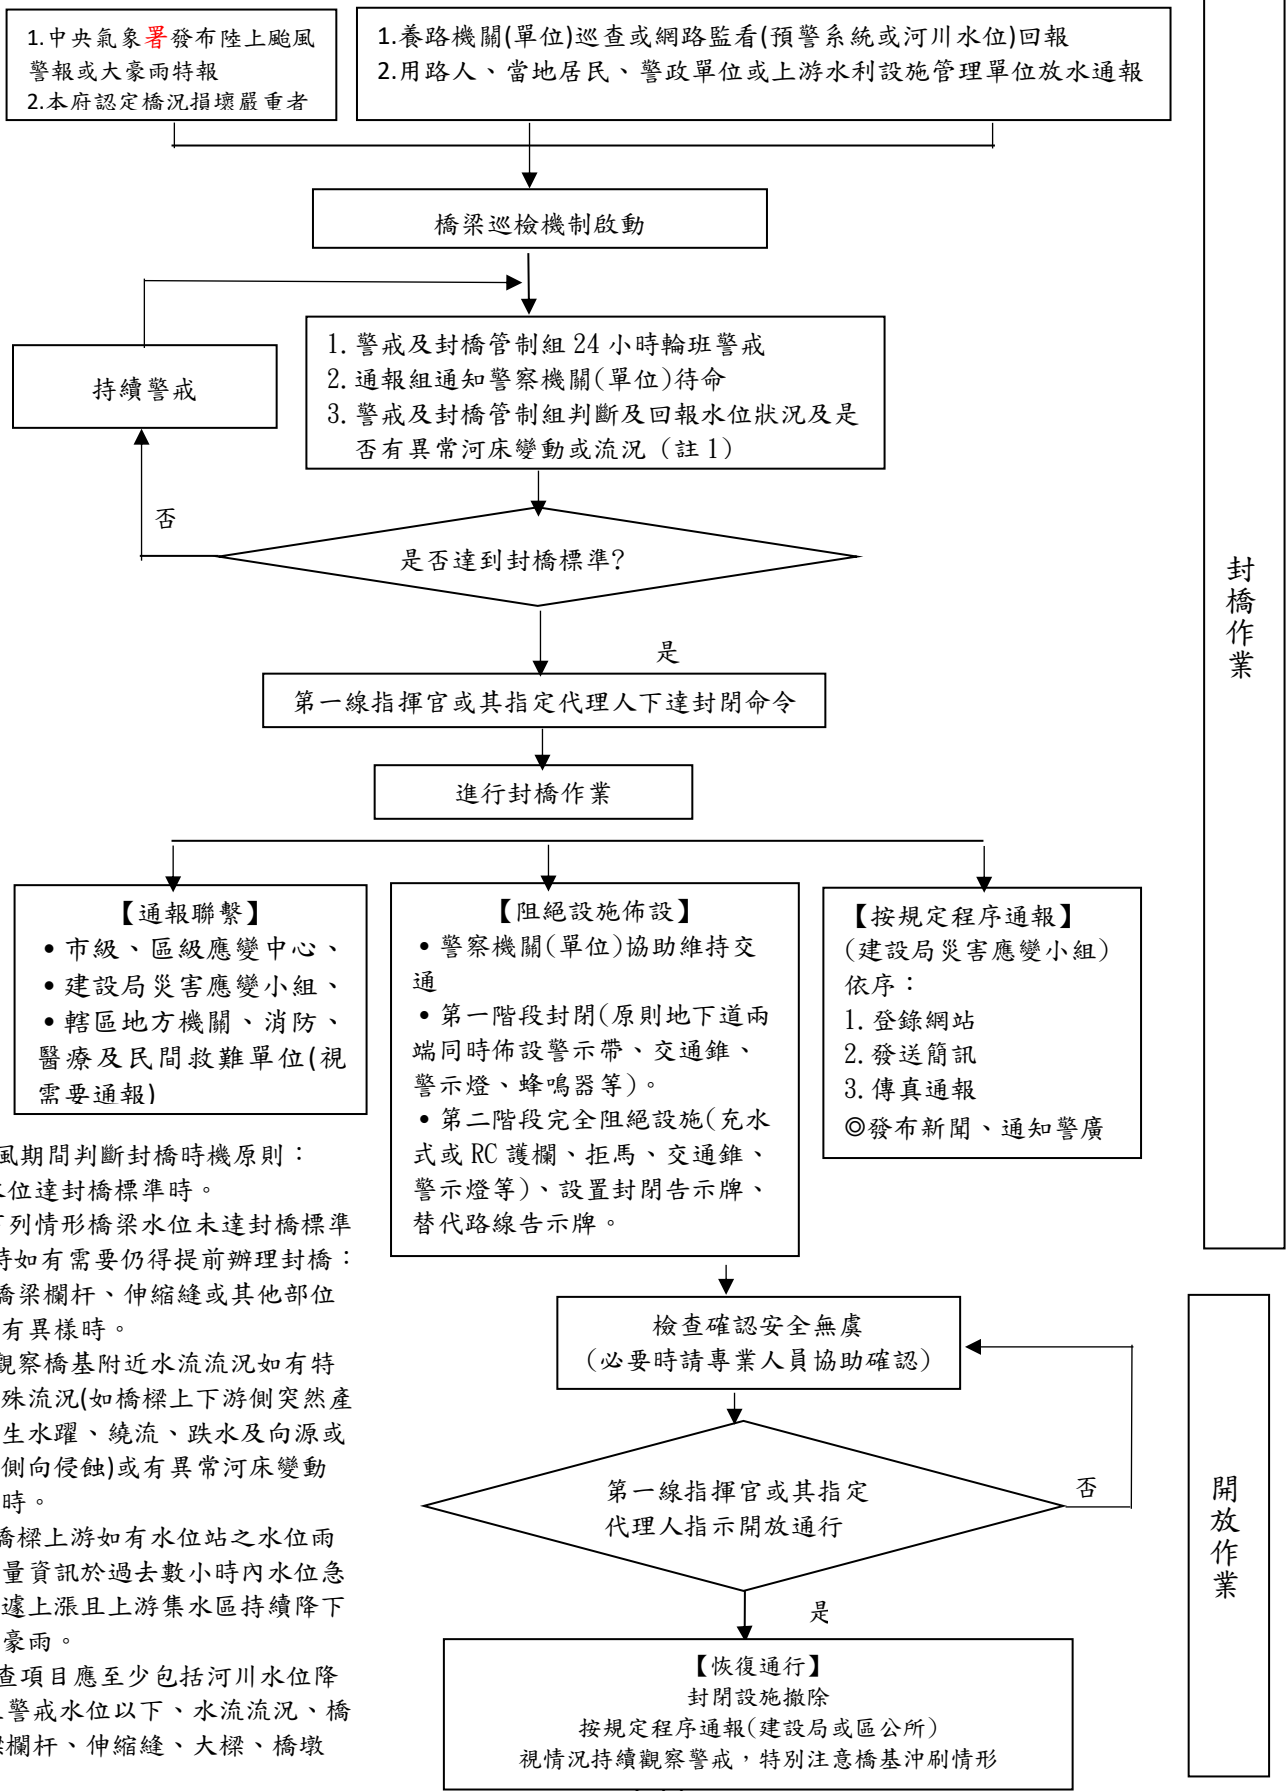 1.中央氣象署發布陸上颱風
警報或大豪雨特報
2.本府認定橋況損壞嚴重者
1.養路機關(單位)巡查或網路監看(預警系統或河川水位)回報
2.用路人、當地居民、警政單位或上游水利設施管理單位放水通報
橋梁巡檢機制啟動
持續警戒
1. 警戒及封橋管制組 24 小時輪班警戒
2. 通報組通知警察機關(單位)待命
3. 警戒及封橋管制組判斷及回報水位狀況及是
否有異常河床變動或流況（註 1）
否
是否達到封橋標準?
是
第一線指揮官或其指定代理人下達封閉命令
進行封橋作業
【通報聯繫】
•市級、區級應變中心、
•建設局災害應變小組、
•轄區地方機關、消防、
醫療及民間救難單位(視
需要通報)
【阻絕設施佈設】
•警察機關(單位)協助維持交
通
•第一階段封閉(原則地下道兩
端同時佈設警示帶、交通錐、
警示燈、蜂鳴器等)。
•第二階段完全阻絕設施(充水
式或 RC 護欄、拒馬、交通錐、
警示燈等)、設置封閉告示牌、
替代路線告示牌。
【按規定程序通報】
(建設局災害應變小組)
依序：
1. 登錄網站
2. 發送簡訊
3. 傳真通報
◎發布新聞、通知警廣
封橋作業
風期間判斷封橋時機原則：
水位達封橋標準時。
下列情形橋梁水位未達封橋標準
時如有需要仍得提前辦理封橋：
橋梁欄杆、伸縮縫或其他部位
有異樣時。
觀察橋基附近水流流況如有特
殊流況(如橋樑上下游側突然產
生水躍、繞流、跌水及向源或
側向侵蝕)或有異常河床變動
時。
橋樑上游如有水位站之水位雨
量資訊於過去數小時內水位急
遽上漲且上游集水區持續降下
豪雨。
查項目應至少包括河川水位降
警戒水位以下、水流流況、橋
樑欄杆、伸縮縫、大樑、橋墩
檢查確認安全無虞
(必要時請專業人員協助確認)
第一線指揮官或其指定
代理人指示開放通行
否
是
【恢復通行】
封閉設施撤除
按規定程序通報(建設局或區公所)
視情況持續觀察警戒，特別注意橋基沖刷情形
開放作業